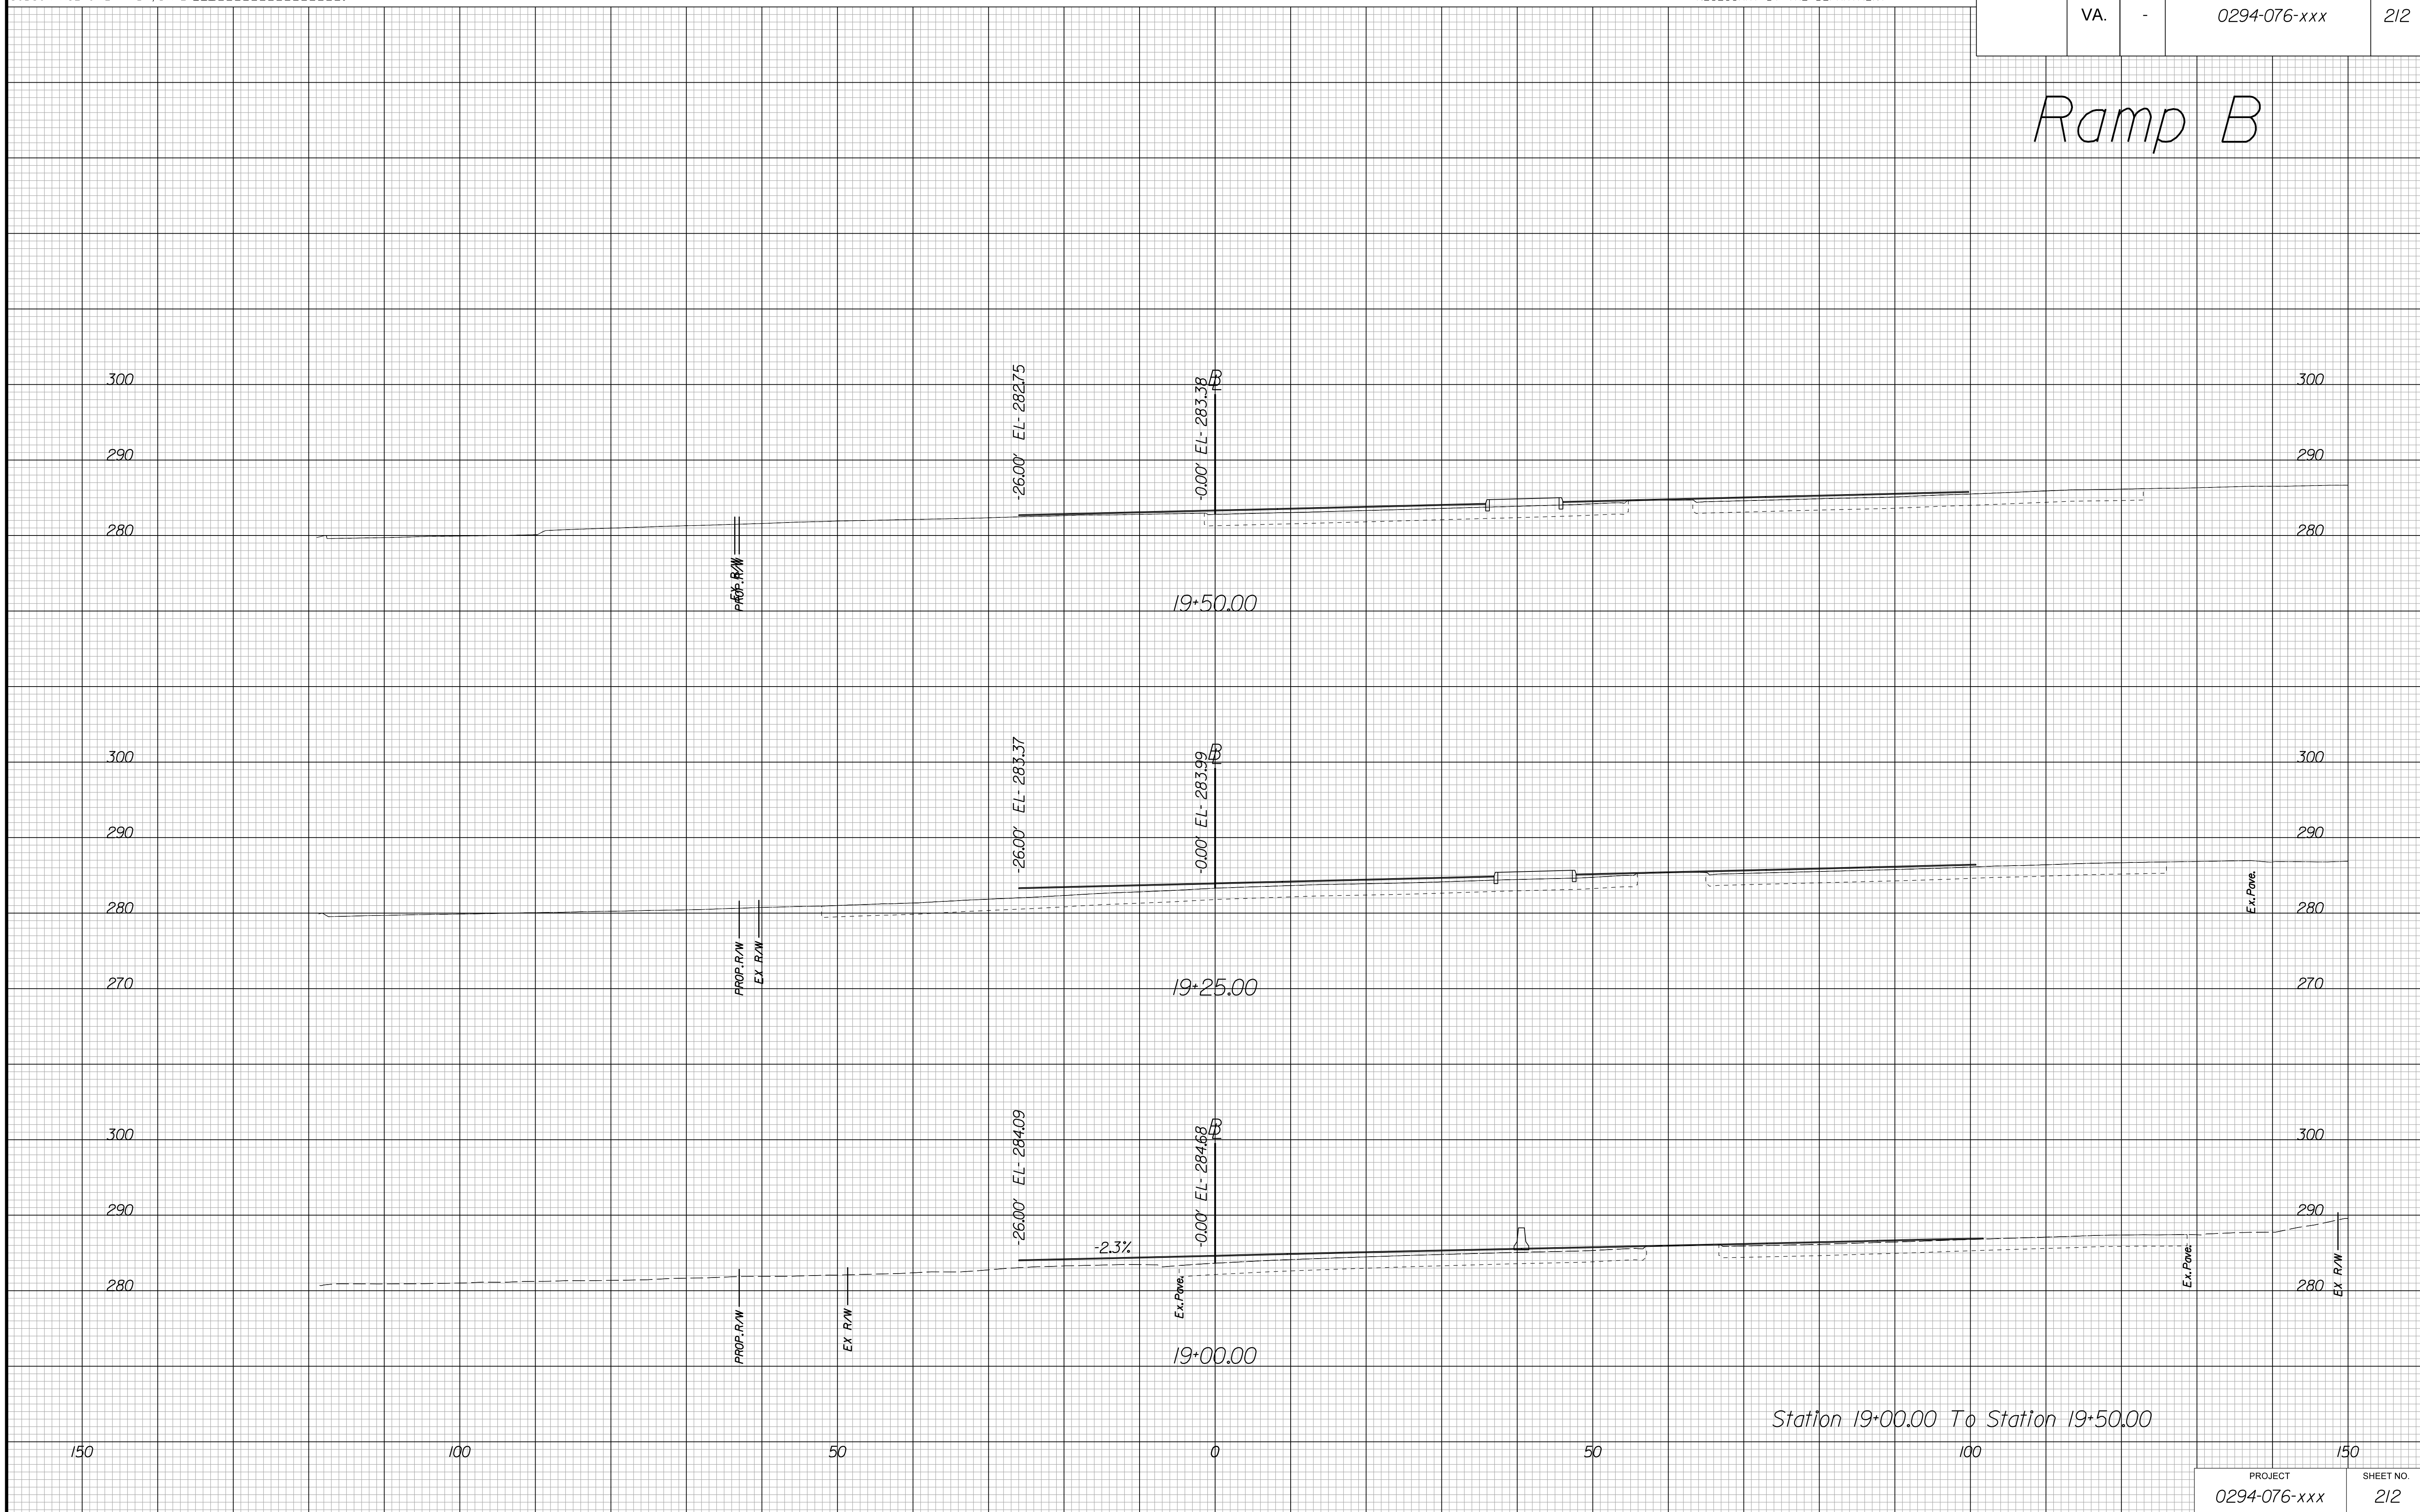 VA. - 0294-076-xxx 212
Ramp B
300 -26.00' EL- 282.75 -0.00' EL- 283.38 B 300
290 290
280 280
EX R/W
PROP.R/W
19+50.00
300 -26.00' EL- 283.37 -0.00' EL- 283.99 B 300
290 290
280 Ex.Pave. 280
PROP.R/W EX R/W
270 19+25.00 270
300 -26.00' EL- 284.09 -0.00' EL- 284.68 B 300
290 290
-2.3%
280 Ex.Pave. Ex.Pave. 280 EX R/W
PROP.R/W EX R/W
19+00.00
Station 19+00.00 To Station 19+50.00
150 100 50 0 50 100 150
PROJECT SHEET NO.
0294-076-xxx 212